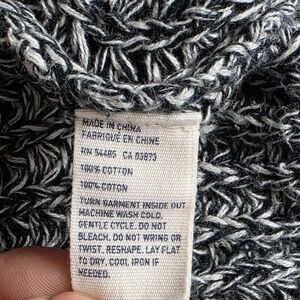 MADE IN CHINA
FABRIQUÉ EN CHINE
RN 54485 CA 03873
100% COTTON
100% COTON
TURN GARMENT INSIDE OUT.
MACHINE WASH COLD,
GENTLE CYCLE. DO NOT
BLEACH. DO NOT WRING OR
TWIST. RESHAPE. LAY FLAT
TO DRY. COOL IRON IF
NEEDED.